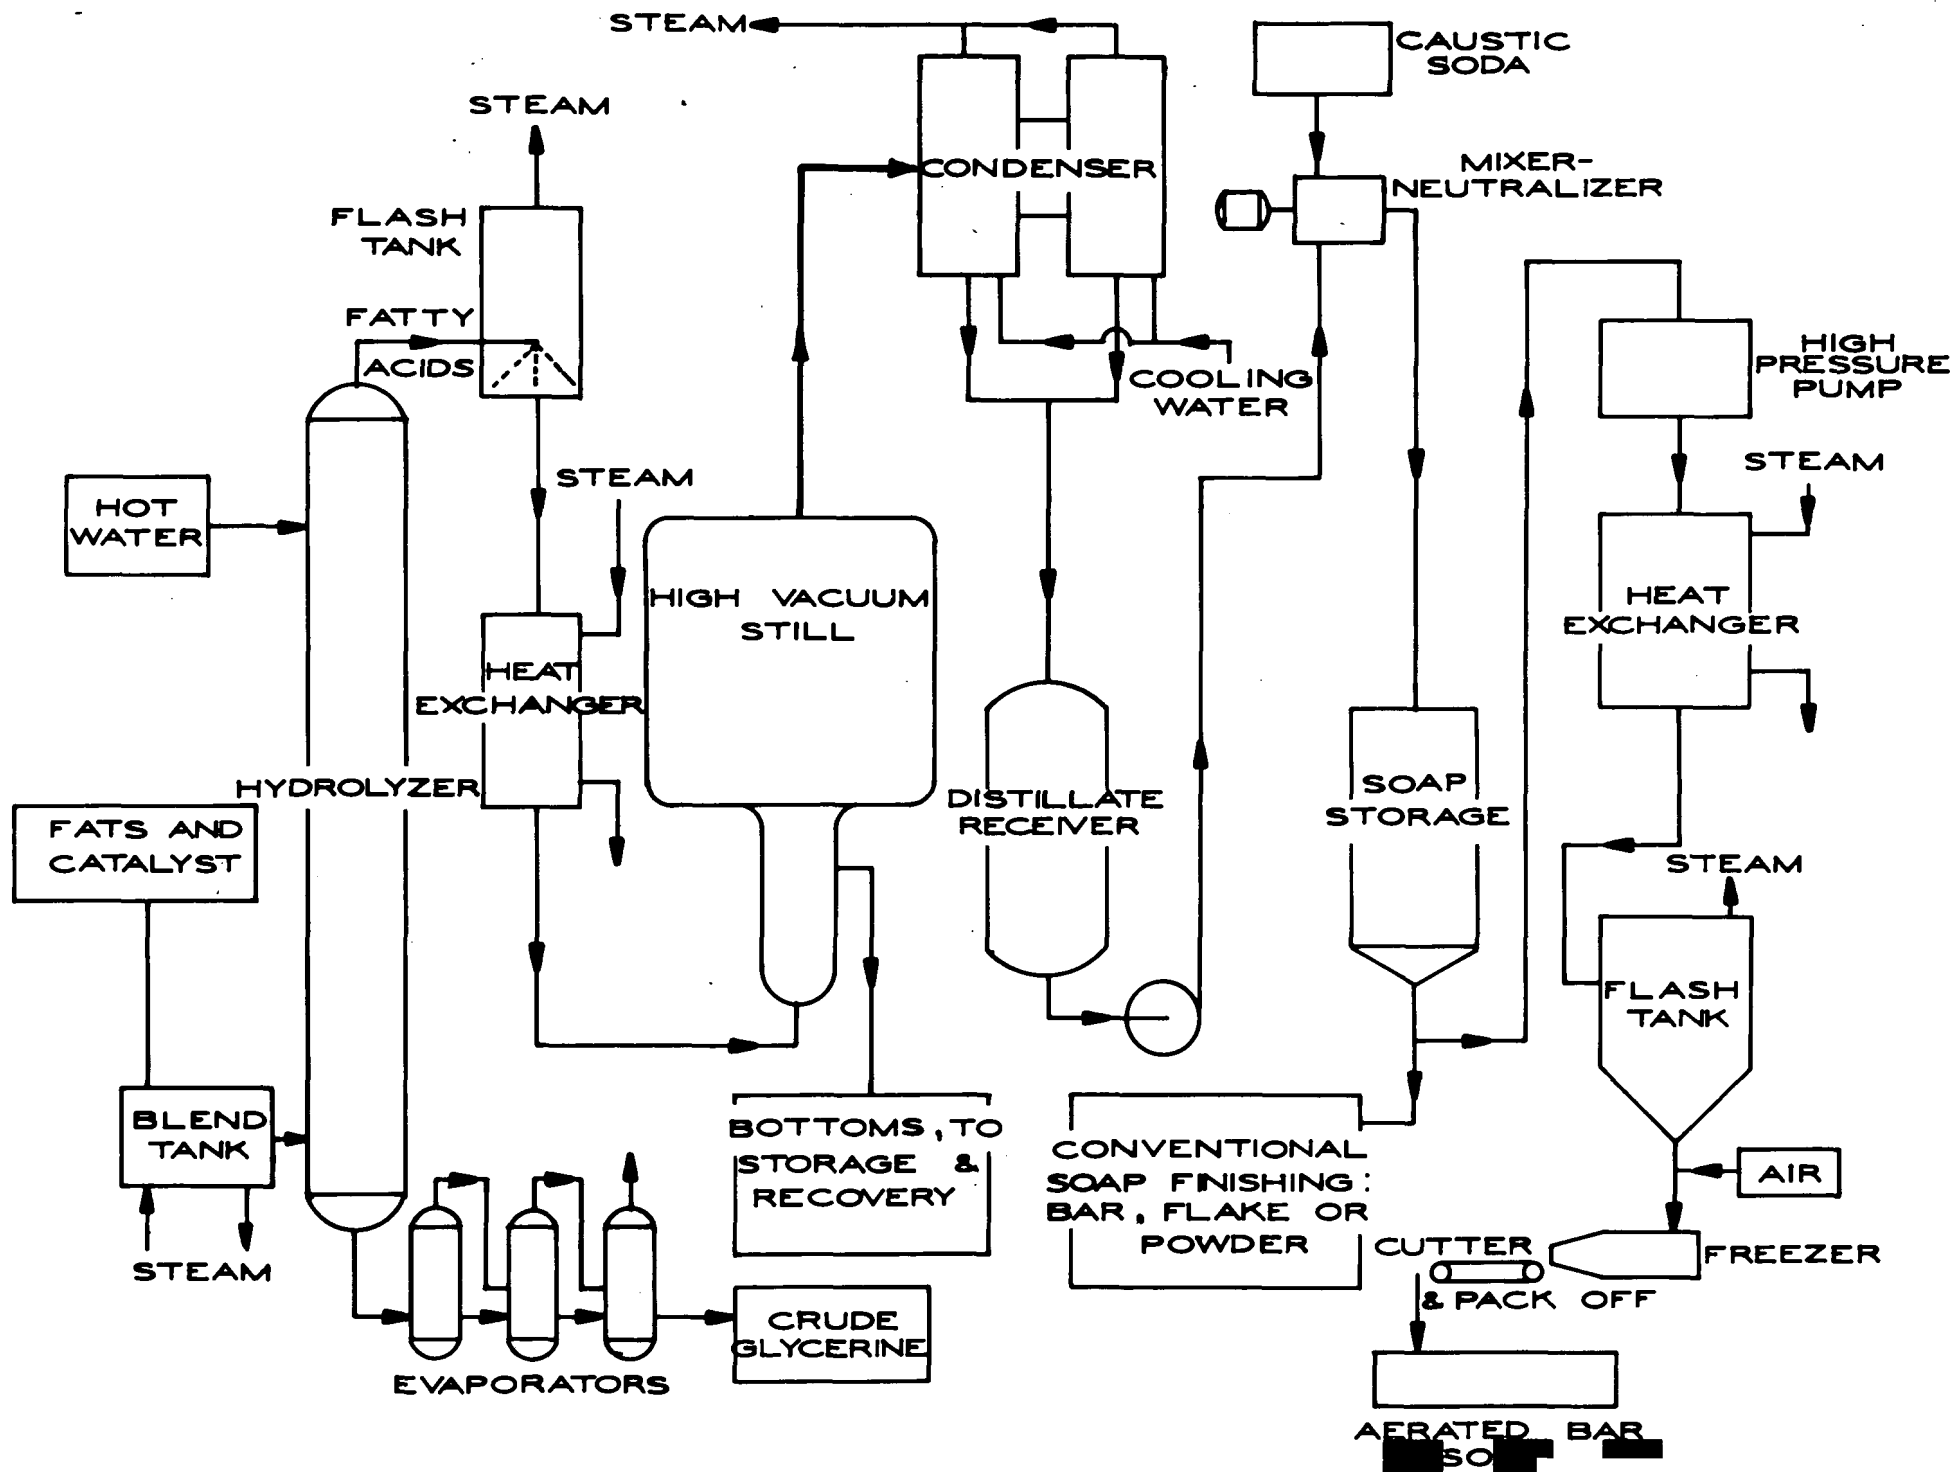 STEAM
CAUSTIC
SODA
STEAM
MIXER-
NEUTRALIZER
CONDENSER
FLASH
TANK
FATTY
ACIDS
COOLING
WATER
HIGH
PRESSURE
PUMP
STEAM
STEAM
HOT
WATER
HIGH VACUUM
STILL
HEAT
EXCHANGER
HEAT
EXCHANGER
HYDROLYZER
DISTILLATE
RECEIVER
SOAP
STORAGE
FATS AND
CATALYST
STEAM
FLASH
TANK
BLEND
TANK
BOTTOMS, TO
STORAGE &
RECOVERY
CONVENTIONAL
SOAP FINISHING:
BAR, FLAKE OR
POWDER
AIR
STEAM
CUTTER
& PACK OFF
FREEZER
CRUDE
GLYCERINE
EVAPORATORS
AERATED BAR